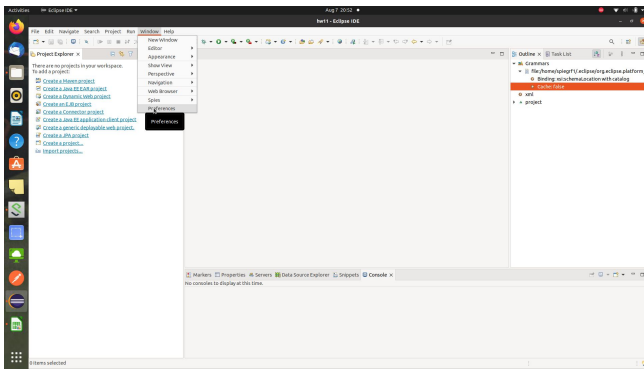 Activities
Eclipse IDE
Aug 7 20:52
hw11 - Eclipse IDE
File Edit Navigate Search Project Run Window Help
New Window
Editor
Appearance
Show View
Perspective
Navigation
Web Browser
Spies
Preferences
Preferences
Project Explorer
There are no projects in your workspace.
To add a project:
Create a Maven project
Create a Java EE EAR project
Create a Dynamic Web project
Create an EJB project
Create a Connector project
Create a Java EE application client project
Create a generic deployable web project.
Create a JPA project
Create a project...
Import projects...
Outline Task List
Grammars
Binding: xsi:schemaLocation with catalog
Cache: false
xml
project
Markers Properties Servers Data Source Explorer Snippets Console
No consoles to display at this time.
0 items selected